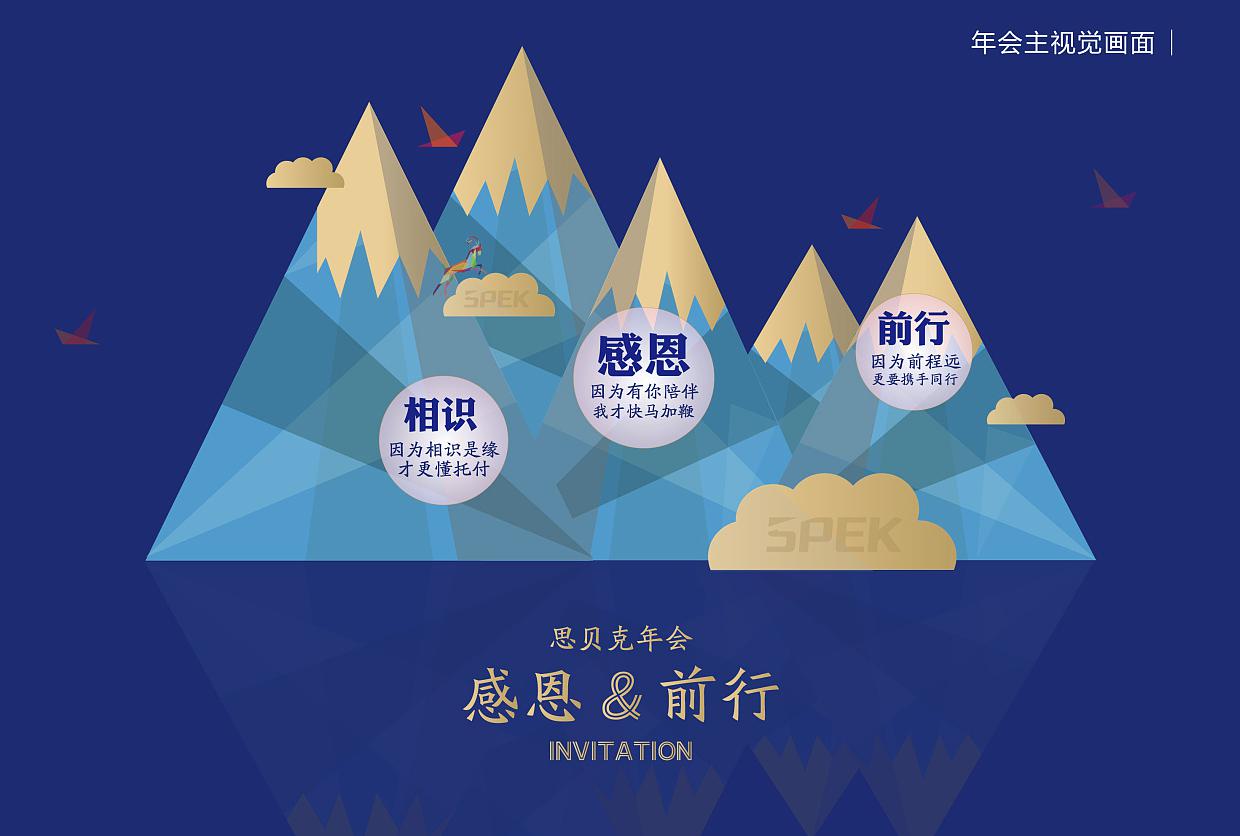 年会主视觉画面
SPEK
感恩
因为有你陪伴
我才快马加鞭
前行
因为前程远
更要携手同行
相识
因为相识是缘
才更懂托付
SPEK
思贝克年会
感恩&前行
INVITATION